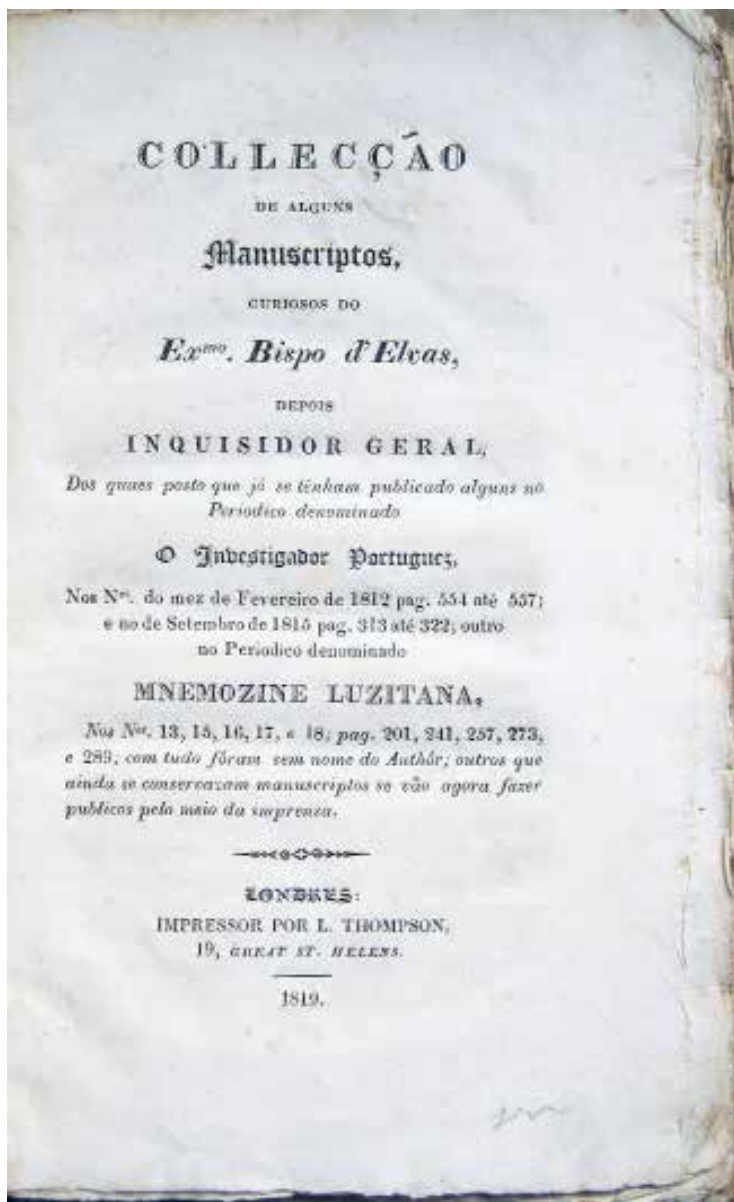 COLLECÇÃO
DE ALGUNS
Manuscriptos,
CURIOSOS DO
Exmo. Bispo d'Elvas,
DEPOIS
INQUISIDOR GERAL,
Dos quaes posto que já se tenham publicado alguns no
Periodico denominado
O Investigador Portuguez,
Nos Nos. do mez de Fevereiro de 1812 pag. 554 até 557;
e no de Setembro de 1815 pag. 313 até 322; outro
no Periodico denominado
MNEMOZINE LUZITANA,
Nos Nos. 13, 15, 16, 17, e 18; pag. 201, 241, 257, 273,
e 289, com tudo fóram sem nome do Authôr; outros que
ainda se conservavam manuscriptos se vão agora fazer
publicos pelo meio da imprensa.
LONDRES:
IMPRESSOR POR L. THOMPSON,
19, GREAT ST. HELENS.
1819.